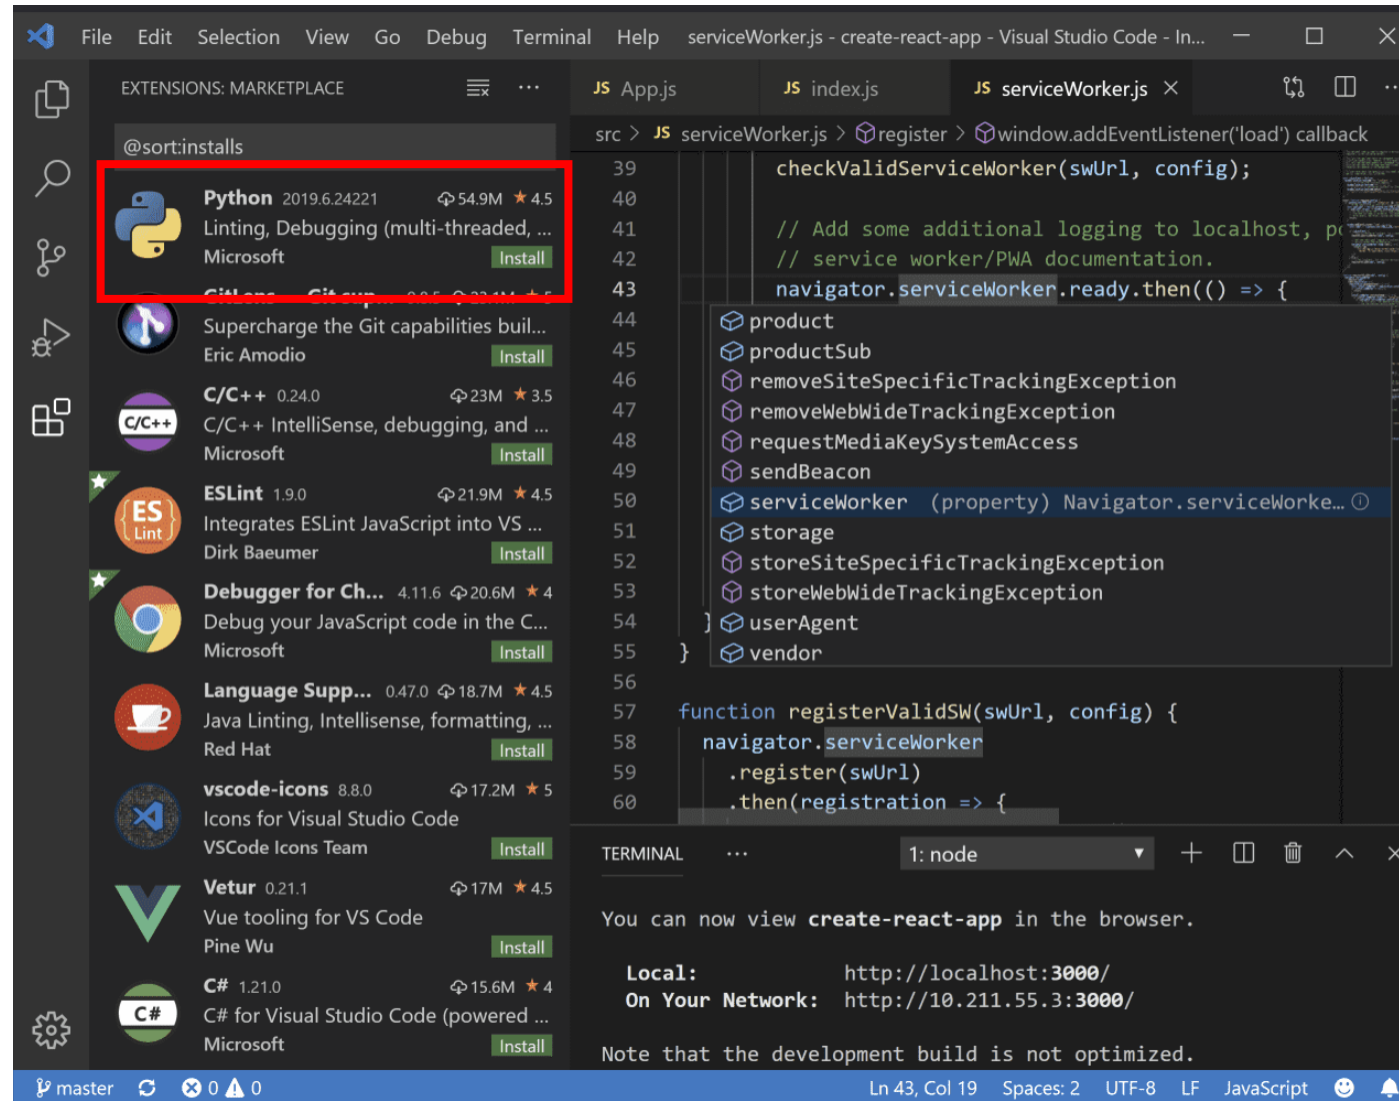 File Edit Selection View Go Debug Terminal Help serviceWorker.js - create-react-app - Visual Studio Code - In...
EXTENSIONS: MARKETPLACE
@sort:installs
Python 2019.6.24221 54.9M 4.5
Linting, Debugging (multi-threaded, ...
Microsoft Install
Supercharge the Git capabilities buil...
Eric Amodio Install
C/C++ 0.24.0 23M 3.5
C/C++
C/C++ IntelliSense, debugging, and ...
Microsoft Install
ESLint 1.9.0 21.9M 4.5
ES
Lint
Integrates ESLint JavaScript into VS ...
Dirk Baeumer Install
Debugger for Ch... 4.11.6 20.6M 4
Debug your JavaScript code in the C...
Microsoft Install
Language Supp... 0.47.0 18.7M 4.5
Java Linting, Intellisense, formatting, ...
Red Hat Install
vscode-icons 8.8.0 17.2M 5
Icons for Visual Studio Code
VSCode Icons Team Install
Vetur 0.21.1 17M 4.5
Vue tooling for VS Code
Pine Wu Install
C# 1.21.0 15.6M 4
C#
C# for Visual Studio Code (powered ...
Microsoft Install
JS App.js JS index.js JS serviceWorker.js
src > JS serviceWorker.js > register > window.addEventListener('load') callback
39 checkValidServiceWorker(swUrl, config);
40
41 // Add some additional logging to localhost, po
42 // service worker/PWA documentation.
43 navigator.serviceWorker.ready.then(() => {
44 product
45 productSub
46 removeSiteSpecificTrackingException
47 removeWebWideTrackingException
48 requestMediaKeySystemAccess
49 sendBeacon
50 serviceWorker (property) Navigator.serviceWorke...
51 storage
52 storeSiteSpecificTrackingException
53 storeWebWideTrackingException
54 } userAgent
55 } vendor
56
57 function registerValidSW(swUrl, config) {
58 navigator.serviceWorker
59 .register(swUrl)
60 .then(registration => {
TERMINAL ... 1: node
You can now view create-react-app in the browser.
Local: http://localhost:3000/
On Your Network: http://10.211.55.3:3000/
Note that the development build is not optimized.
master 0 0 Ln 43, Col 19 Spaces: 2 UTF-8 LF JavaScript